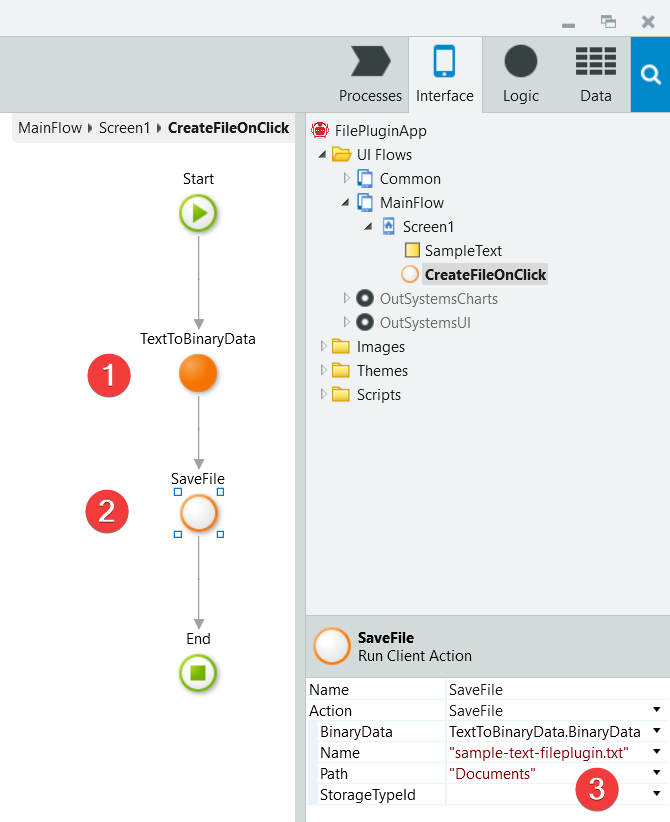 Processes Interface Logic Data
MainFlow Screen1 CreateFileOnClick
FilePluginApp
UI Flows
Common
MainFlow
Screen1
SampleText
CreateFileOnClick
OutSystemsCharts
OutSystemsUI
Images
Themes
Scripts
Start
TextToBinaryData
1
SaveFile
2
End
SaveFile
Run Client Action
Name SaveFile
Action SaveFile
BinaryData TextToBinaryData.BinaryData
Name "sample-text-fileplugin.txt"
Path "Documents"
StorageTypeId
3